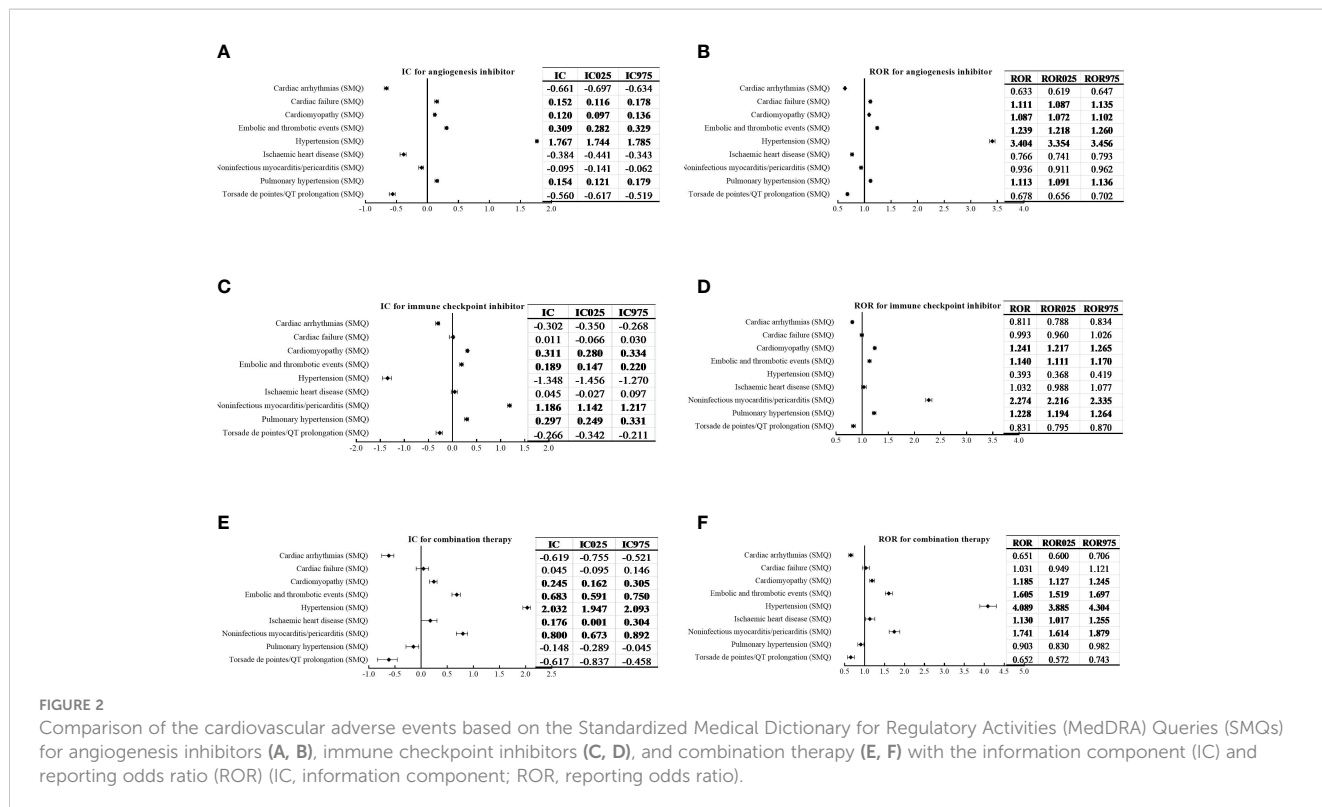 A
IC for angiogenesis inhibitor
IC IC025 IC975
Cardiac arrhythmias (SMQ) -0.661 -0.697 -0.634
Cardiac failure (SMQ) 0.152 0.116 0.178
Cardiomyopathy (SMQ) 0.120 0.097 0.136
Embolic and thrombotic events (SMQ) 0.309 0.282 0.329
Hypertension (SMQ) 1.767 1.744 1.785
Ischaemic heart disease (SMQ) -0.384 -0.441 -0.343
Noninfectious myocarditis/pericarditis (SMQ) -0.095 -0.141 -0.062
Pulmonary hypertension (SMQ) 0.154 0.121 0.179
Torsade de pointes/QT prolongation (SMQ) -0.560 -0.617 -0.519
-1.0 -0.5 0.0 0.5 1.0 1.5 2.0
B
ROR for angiogenesis inhibitor
ROR ROR025 ROR975
Cardiac arrhythmias (SMQ) 0.633 0.619 0.647
Cardiac failure (SMQ) 1.111 1.087 1.135
Cardiomyopathy (SMQ) 1.087 1.072 1.102
Embolic and thrombotic events (SMQ) 1.239 1.218 1.260
Hypertension (SMQ) 3.404 3.354 3.456
Ischaemic heart disease (SMQ) 0.766 0.741 0.793
Noninfectious myocarditis/pericarditis (SMQ) 0.936 0.911 0.962
Pulmonary hypertension (SMQ) 1.113 1.091 1.136
Torsade de pointes/QT prolongation (SMQ) 0.678 0.656 0.702
0.5 1.0 1.5 2.0 2.5 3.0 3.5 4.0
C
IC for immune checkpoint inhibitor
IC IC025 IC975
Cardiac arrhythmias (SMQ) -0.302 -0.350 -0.268
Cardiac failure (SMQ) 0.011 -0.066 0.030
Cardiomyopathy (SMQ) 0.311 0.280 0.334
Embolic and thrombotic events (SMQ) 0.189 0.147 0.220
Hypertension (SMQ) -1.348 -1.456 -1.270
Ischaemic heart disease (SMQ) 0.045 -0.027 0.097
Noninfectious myocarditis/pericarditis (SMQ) 1.186 1.142 1.217
Pulmonary hypertension (SMQ) 0.297 0.249 0.331
Torsade de pointes/QT prolongation (SMQ) -0.266 -0.342 -0.211
-2.0 -1.5 -1.0 -0.5 0.0 0.5 1.0 1.5 2.0
D
ROR for immune checkpoint inhibitor
ROR ROR025 ROR975
Cardiac arrhythmias (SMQ) 0.811 0.788 0.834
Cardiac failure (SMQ) 0.993 0.960 1.026
Cardiomyopathy (SMQ) 1.241 1.217 1.265
Embolic and thrombotic events (SMQ) 1.140 1.111 1.170
Hypertension (SMQ) 0.393 0.368 0.419
Ischaemic heart disease (SMQ) 1.032 0.988 1.077
Noninfectious myocarditis/pericarditis (SMQ) 2.274 2.216 2.335
Pulmonary hypertension (SMQ) 1.228 1.194 1.264
Torsade de pointes/QT prolongation (SMQ) 0.831 0.795 0.870
0.5 1.0 1.5 2.0 2.5 3.0 3.5 4.0
E
IC for combination therapy
IC IC025 IC975
Cardiac arrhythmias (SMQ) -0.619 -0.755 -0.521
Cardiac failure (SMQ) 0.045 -0.095 0.146
Cardiomyopathy (SMQ) 0.245 0.162 0.305
Embolic and thrombotic events (SMQ) 0.683 0.591 0.750
Hypertension (SMQ) 2.032 1.947 2.093
Ischaemic heart disease (SMQ) 0.176 0.001 0.304
Noninfectious myocarditis/pericarditis (SMQ) 0.800 0.673 0.892
Pulmonary hypertension (SMQ) -0.148 -0.289 -0.045
Torsade de pointes/QT prolongation (SMQ) -0.617 -0.837 -0.458
-1.0 -0.5 0.0 0.5 1.0 1.5 2.0 2.5
F
ROR for combination therapy
ROR ROR025 ROR975
Cardiac arrhythmias (SMQ) 0.651 0.600 0.706
Cardiac failure (SMQ) 1.031 0.949 1.121
Cardiomyopathy (SMQ) 1.185 1.127 1.245
Embolic and thrombotic events (SMQ) 1.605 1.519 1.697
Hypertension (SMQ) 4.089 3.885 4.304
Ischaemic heart disease (SMQ) 1.130 1.017 1.255
Noninfectious myocarditis/pericarditis (SMQ) 1.741 1.614 1.879
Pulmonary hypertension (SMQ) 0.903 0.830 0.982
Torsade de pointes/QT prolongation (SMQ) 0.652 0.572 0.743
0.5 1.0 1.5 2.0 2.5 3.0 3.5 4.0 4.5 5.0
FIGURE 2
Comparison of the cardiovascular adverse events based on the Standardized Medical Dictionary for Regulatory Activities (MedDRA) Queries (SMQs)
for angiogenesis inhibitors (A, B), immune checkpoint inhibitors (C, D), and combination therapy (E, F) with the information component (IC) and
reporting odds ratio (ROR) (IC, information component; ROR, reporting odds ratio).